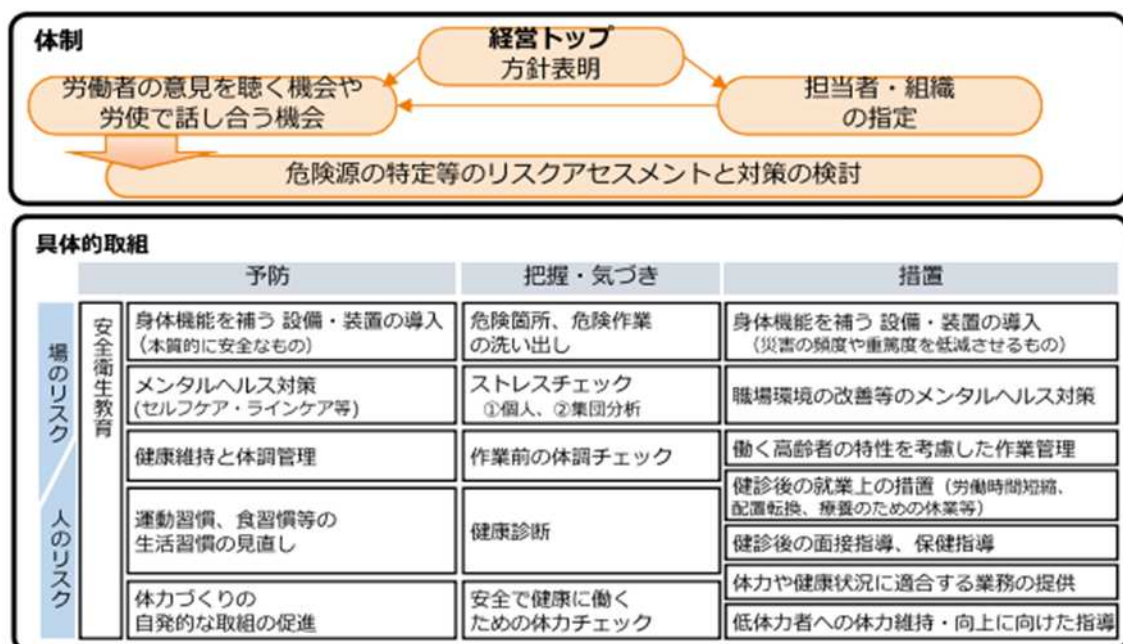 体制
経営トップ
方針表明
労働者の意見を聴く機会や
労使で話し合う機会
担当者・組織
の指定
危険源の特定等のリスクアセスメントと対策の検討
具体的取組
予防
把握・気づき
措置
場のリスク
人のリスク
安全衛生教育
身体機能を補う 設備・装置の導入
（本質的に安全なもの）
危険箇所、危険作業
の洗い出し
身体機能を補う 設備・装置の導入
（災害の頻度や重篤度を低減させるもの）
メンタルヘルス対策
(セルフケア・ラインケア等)
ストレスチェック
①個人、②集団分析
職場環境の改善等のメンタルヘルス対策
健康維持と体調管理
作業前の体調チェック
働く高齢者の特性を考慮した作業管理
運動習慣、食習慣等の
生活習慣の見直し
健康診断
健診後の就業上の措置（労働時間短縮、
配置転換、療養のための休業等）
健診後の面接指導、保健指導
体力づくりの
自発的な取組の促進
安全で健康に働く
ための体力チェック
体力や健康状況に適合する業務の提供
低体力者への体力維持・向上に向けた指導